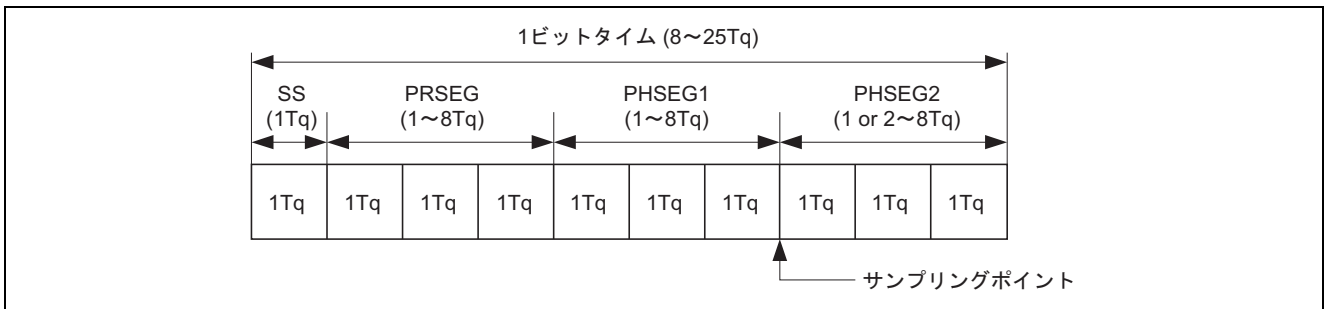 1ビットタイム (8～25Tq)
SS PRSEG PHSEG1 PHSEG2
(1Tq) (1～8Tq) (1～8Tq) (1 or 2～8Tq)
1Tq 1Tq 1Tq 1Tq 1Tq 1Tq 1Tq 1Tq 1Tq 1Tq
サンプリングポイント